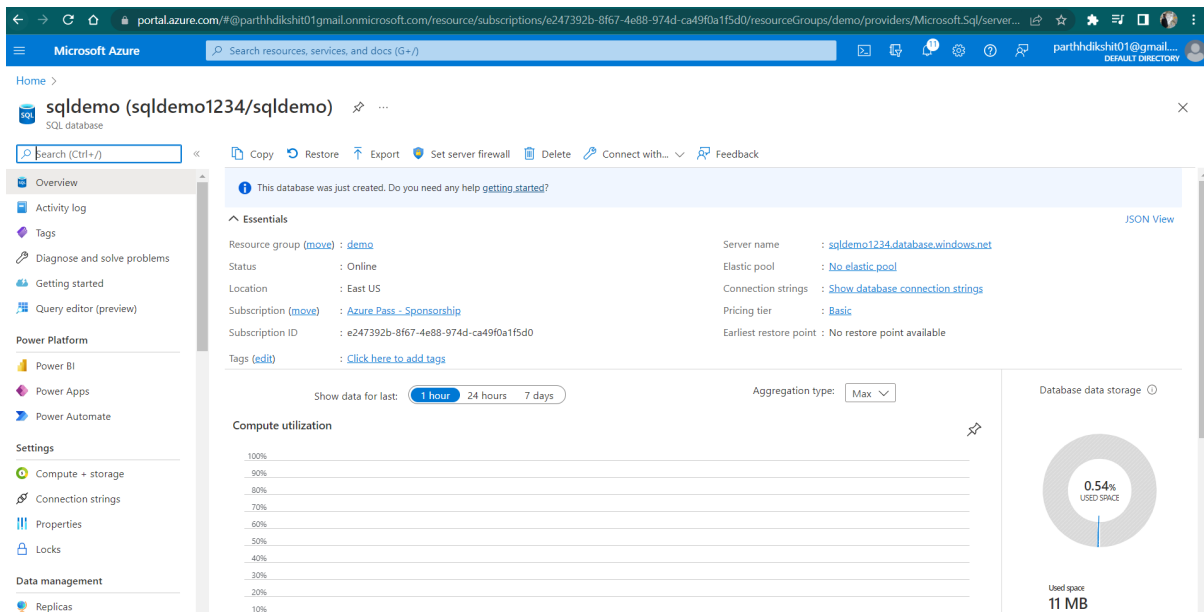 portal.azure.com/#@parthhdikshit01gmail.onmicrosoft.com/resource/subscriptions/e247392b-8f67-4e88-974d-ca49f0a1f5d0/resourceGroups/demo/providers/Microsoft.Sql/server...
Microsoft Azure
Search resources, services, and docs (G+/)
11
parthhdikshit01@gmail....
DEFAULT DIRECTORY
Home >
SQL
sqldemo (sqldemo1234/sqldemo)
...
SQL database
Search (Ctrl+/)
«
Copy Restore Export Set server firewall Delete Connect with... Feedback
Overview
Activity log
Tags
Diagnose and solve problems
Getting started
Query editor (preview)
Power Platform
Power BI
Power Apps
Power Automate
Settings
Compute + storage
Connection strings
Properties
Locks
Data management
Replicas
This database was just created. Do you need any help getting started?
Essentials
JSON View
Resource group (move) : demo
Status : Online
Location : East US
Subscription (move) : Azure Pass - Sponsorship
Subscription ID : e247392b-8f67-4e88-974d-ca49f0a1f5d0
Tags (edit) : Click here to add tags
Server name : sqldemo1234.database.windows.net
Elastic pool : No elastic pool
Connection strings : Show database connection strings
Pricing tier : Basic
Earliest restore point : No restore point available
Show data for last: 1 hour 24 hours 7 days
Aggregation type: Max
Compute utilization
100%
90%
80%
70%
60%
50%
40%
30%
20%
10%
Database data storage
0.54%
USED SPACE
Used space
11 MB